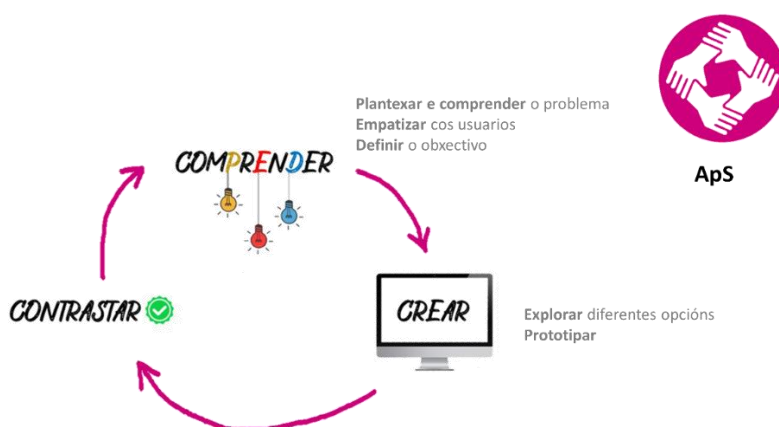 Plantexar e comprender o problema
Empatizar cos usuarios
Definir o obxectivo
COMPRENDER
ApS
CONTRASTAR
CREAR
Explorar diferentes opcións
Prototipar